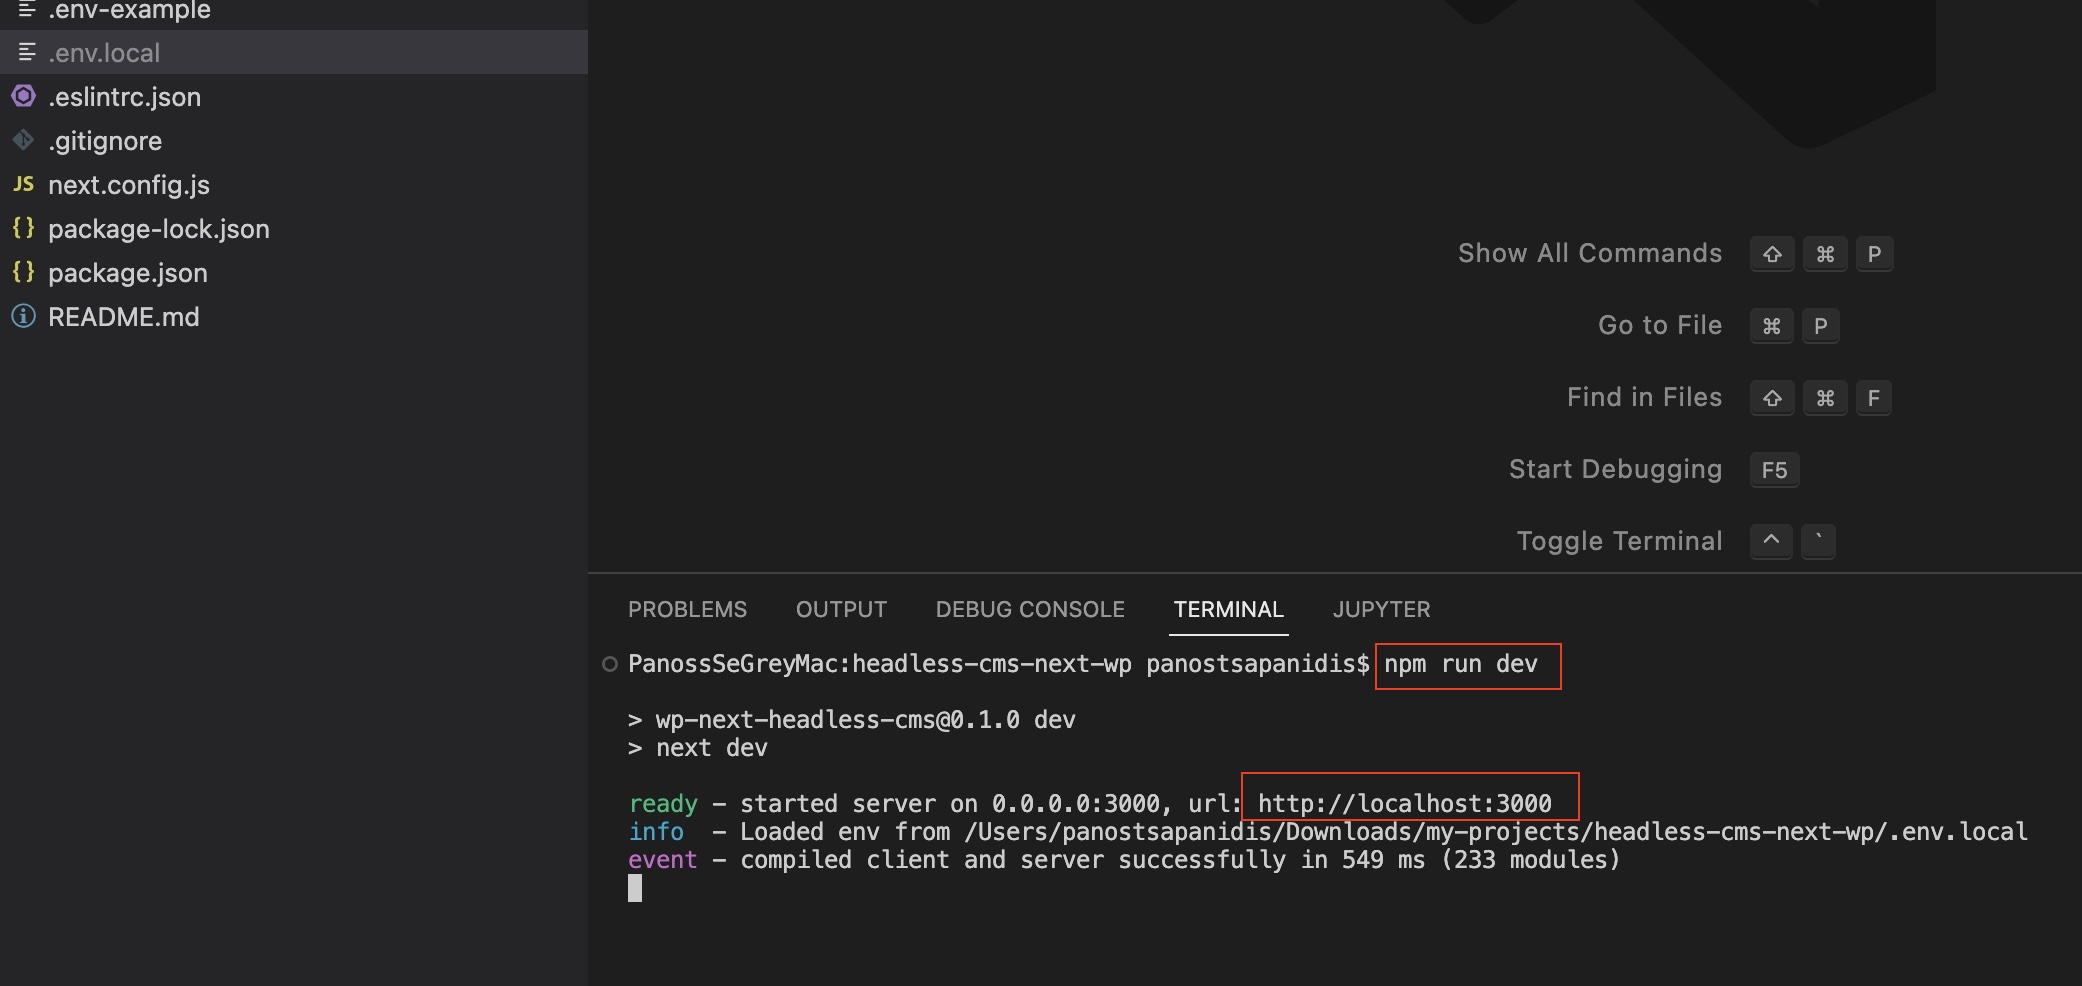 .env-example
.env.local
.eslintrc.json
.gitignore
JS next.config.js
{} package-lock.json
{} package.json
README.md
Show All Commands ⇧ ⌘ P
Go to File ⌘ P
Find in Files ⇧ ⌘ F
Start Debugging F5
Toggle Terminal ^ `
PROBLEMS OUTPUT DEBUG CONSOLE TERMINAL JUPYTER
PanossSeGreyMac:headless-cms-next-wp panostsapanidis$ npm run dev
> wp-next-headless-cms@0.1.0 dev
> next dev
ready - started server on 0.0.0.0:3000, url: http://localhost:3000
info - Loaded env from /Users/panostsapanidis/Downloads/my-projects/headless-cms-next-wp/.env.local
event - compiled client and server successfully in 549 ms (233 modules)